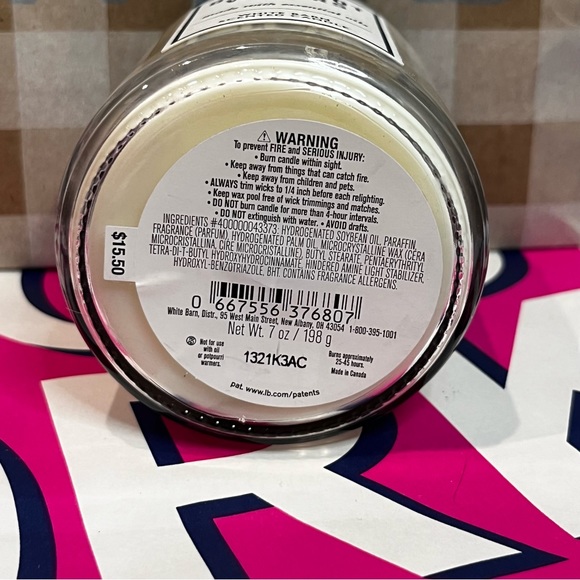 WHITE BARN
⚠ WARNING
To prevent FIRE and SERIOUS INJURY:
• Burn candle within sight.
• Keep away from things that can catch fire.
• Keep away from children and pets.
• ALWAYS trim wicks to 1/4 inch before each relighting.
• Keep wax pool free of wick trimmings and matches.
• DO NOT burn candle for more than 4-hour intervals.
• DO NOT extinguish with water. • AVOID drafts.
INGREDIENTS #400000043373. HYDROGENATED SOYBEAN OIL, PARAFFIN,
FRAGRANCE (PARFUM), HYDROGENATED PALM OIL, MICROCRYSTALLINE WAX (CERA
MICROCRISTALLINA, CIRE MICROCRISTALLINE), BUTYL STEARATE, PENTAERYTHRITYL
TETRA-DI-T-BUTYL HYDROXYHYDROCINNAMATE, HINDERED AMINE LIGHT STABILIZER,
HYDROXYL-BENZOTRIAZOLE, BHT. CONTAINS FRAGRANCE ALLERGENS.
$15.50
0 667556 376807
White Barn, Distr., 95 West Main Street, New Albany, OH 43054 1-800-395-1001
Net Wt. 7 oz / 198 g
Not for use
with oil
or potpourri
warmers.
1321K3AC
Burns approximately
25-45 hours.
Made in Canada
pat. www.lb.com/patents